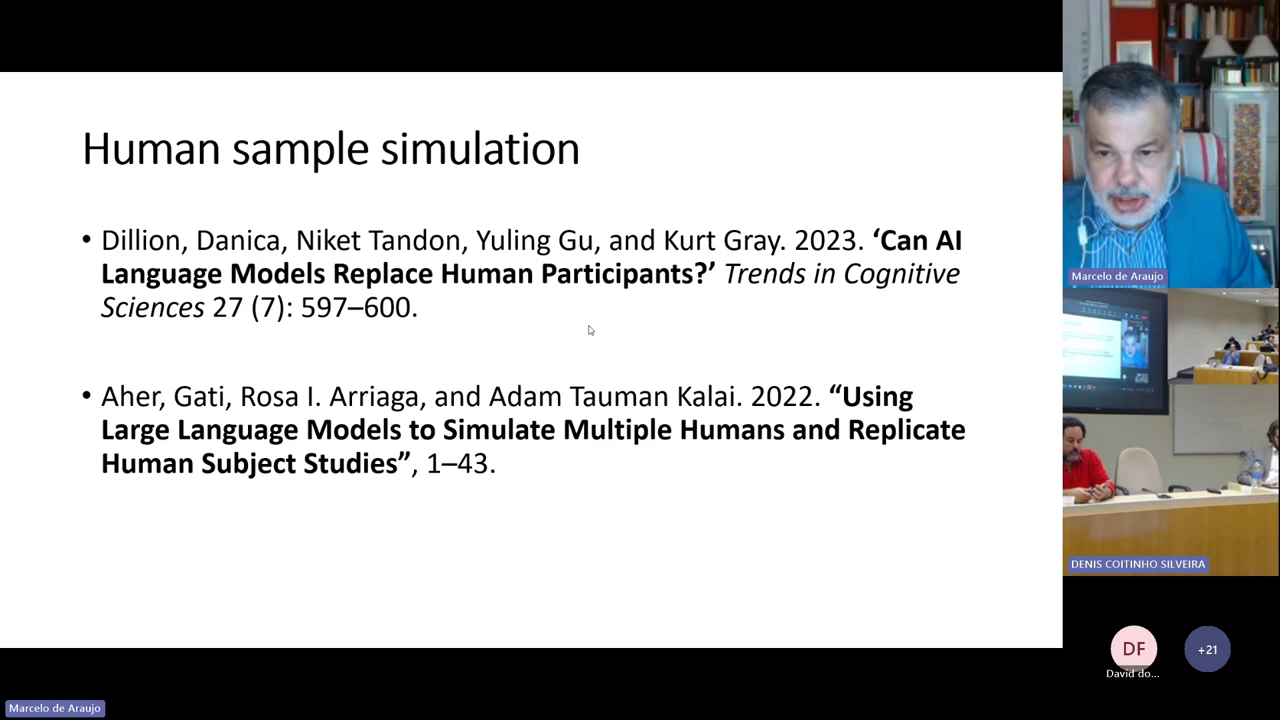 Human sample simulation
• Dillion, Danica, Niket Tandon, Yuling Gu, and Kurt Gray. 2023. ‘Can AI
Language Models Replace Human Participants?’ Trends in Cognitive
Sciences 27 (7): 597–600.
• Aher, Gati, Rosa I. Arriaga, and Adam Tauman Kalai. 2022. “Using
Large Language Models to Simulate Multiple Humans and Replicate
Human Subject Studies”, 1–43.
Marcelo de Araujo
DENIS COITINHO SILVEIRA
DF
+21
David do...
Marcelo de Araujo